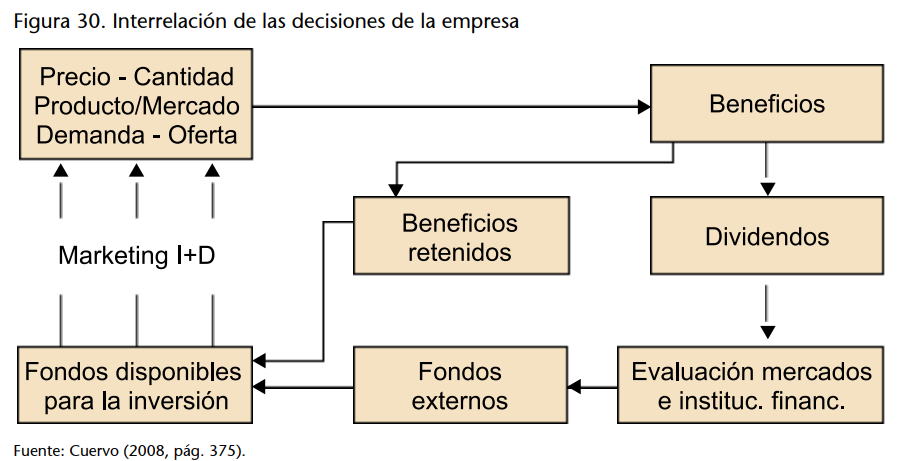 Figura 30. Interrelación de las decisiones de la empresa
Precio - Cantidad
Producto/Mercado
Demanda - Oferta
Beneficios
Beneficios
retenidos
Dividendos
Marketing I+D
Fondos disponibles
para la inversión
Fondos
externos
Evaluación mercados
e instituc. financ.
Fuente: Cuervo (2008, pág. 375).